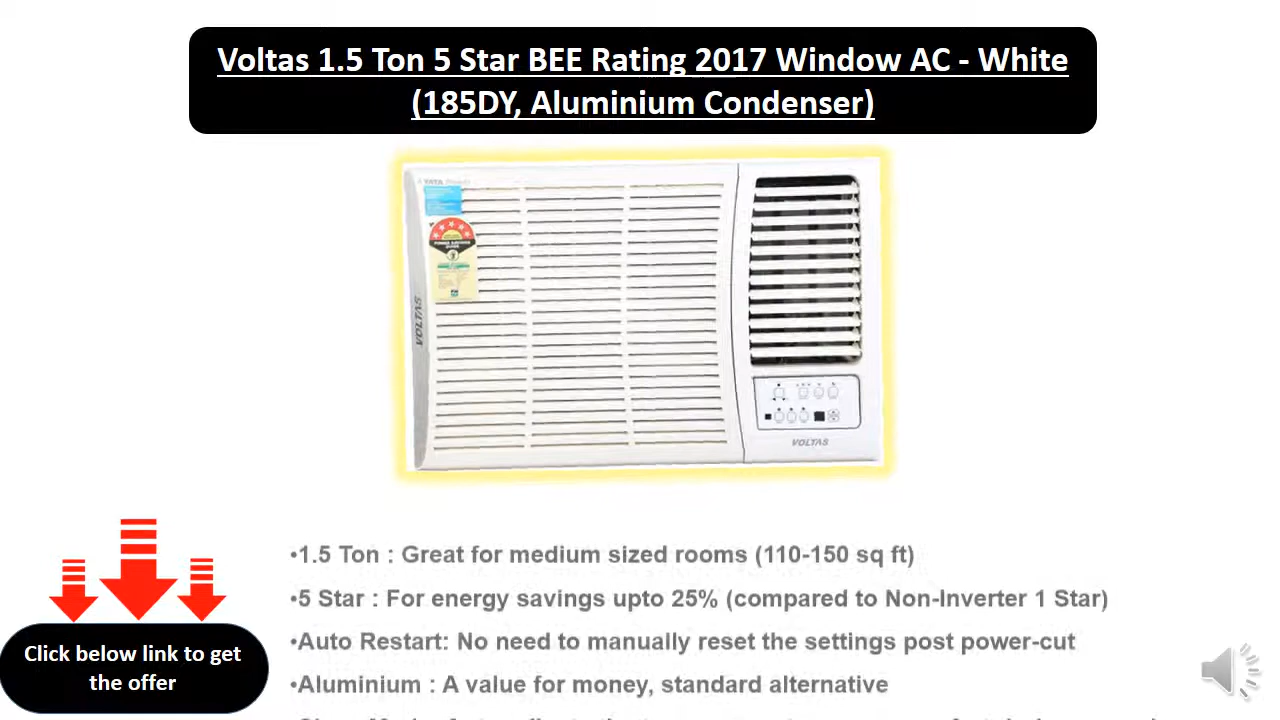 Voltas 1.5 Ton 5 Star BEE Rating 2017 Window AC - White
(185DY, Aluminium Condenser)
TATA
VOLTAS
VOLTAS
•1.5 Ton : Great for medium sized rooms (110-150 sq ft)
•5 Star : For energy savings upto 25% (compared to Non-Inverter 1 Star)
•Auto Restart: No need to manually reset the settings post power-cut
•Aluminium : A value for money, standard alternative
Click below link to get
the offer